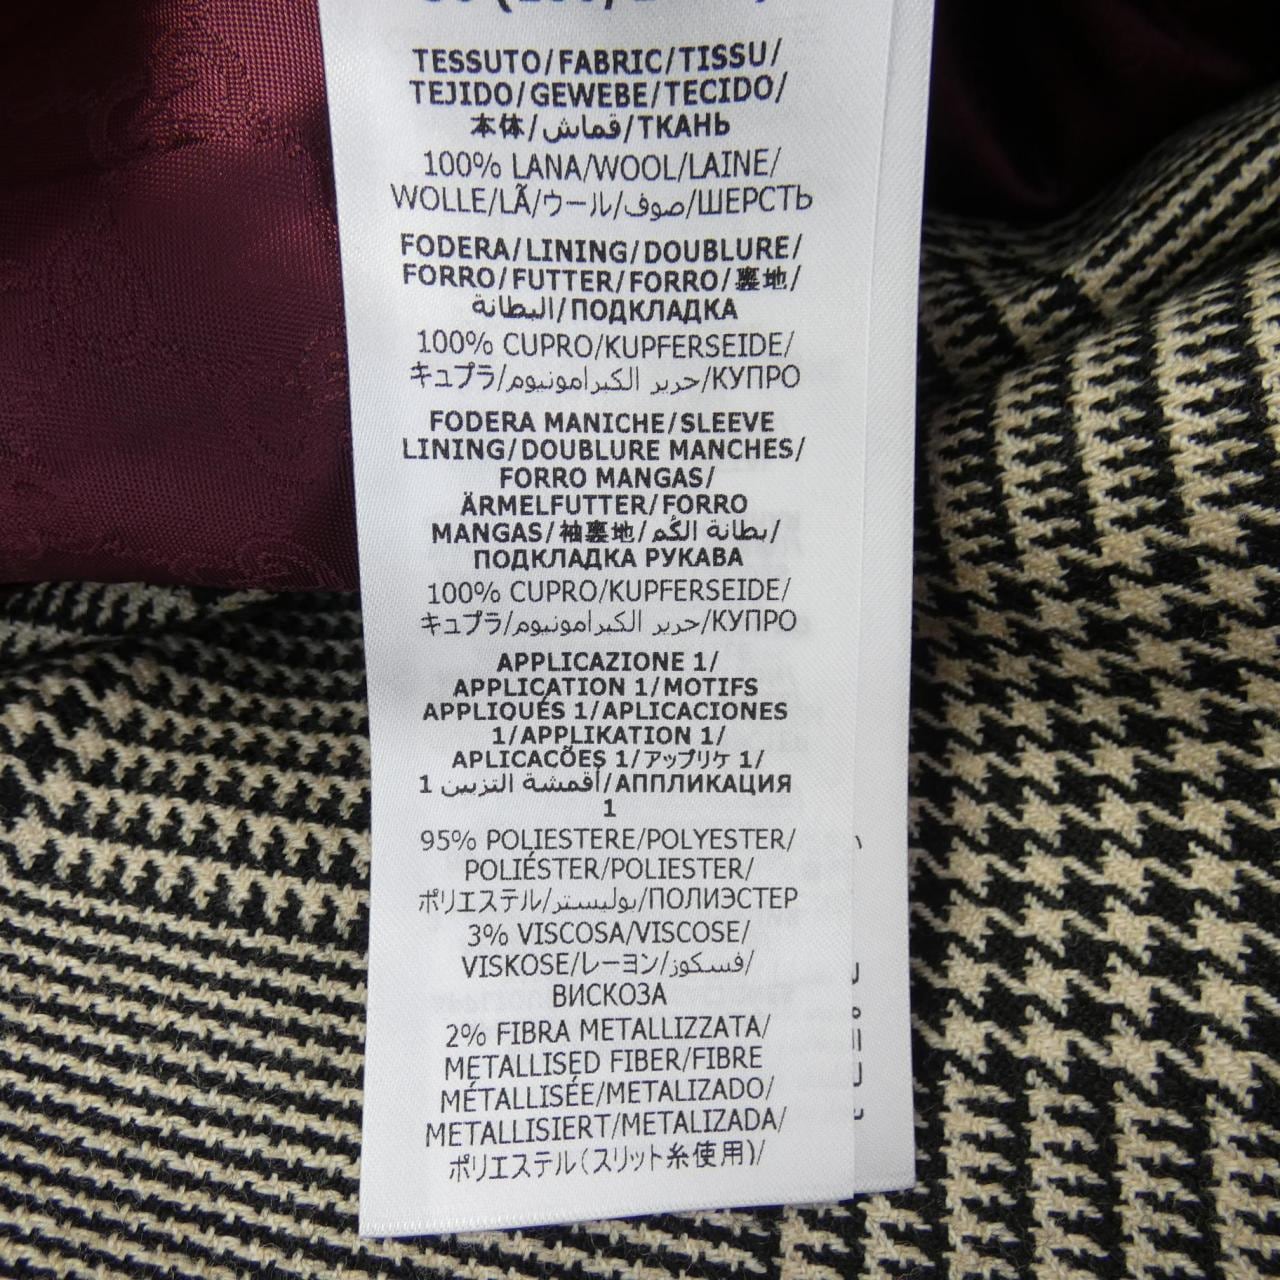 TESSUTO/FABRIC/TISSU/
TEJIDO/GEWEBE/TECIDO/
本体/قماش/ТКАНЬ
100% LANA/WOOL/LAINE/
WOLLE/LÃ/ウール/صوف/ШЕРСТЬ
FODERA/LINING/DOUBLURE/
FORRO/FUTTER/FORRO/裏地/
البطانة/ПОДКЛАДКА
100% CUPRO/KUPFERSEIDE/
キュプラ/حرير الكبرامونيوم/КУПРО
FODERA MANICHE/SLEEVE
LINING/DOUBLURE MANCHES/
FORRO MANGAS/
ÄRMELFUTTER/FORRO
MANGAS/袖裏地/بطانة الكُم/
ПОДКЛАДКА РУКАВА
100% CUPRO/KUPFERSEIDE/
キュプラ/حرير الكبرامونيوم/КУПРО
APPLICAZIONE 1/
APPLICATION 1/MOTIFS
APPLIQUÉS 1/APLICACIONES
1/APPLIKATION 1/
APLICACÕES 1/アップリケ 1/
أقمشة التزيين 1/АППЛИКАЦИЯ
1
95% POLIESTERE/POLYESTER/
POLIÉSTER/POLIESTER/
ポリエステル/بوليستر/ПОЛИЭСТЕР
3% VISCOSA/VISCOSE/
VISKOSE/レーヨン/فسكوز/
ВИСКОЗА
2% FIBRA METALLIZZATA/
METALLISED FIBER/FIBRE
MÉTALLISÉE/METALIZADO/
METALLISIERT/METALIZADA/
ポリエステル(スリット糸使用)/